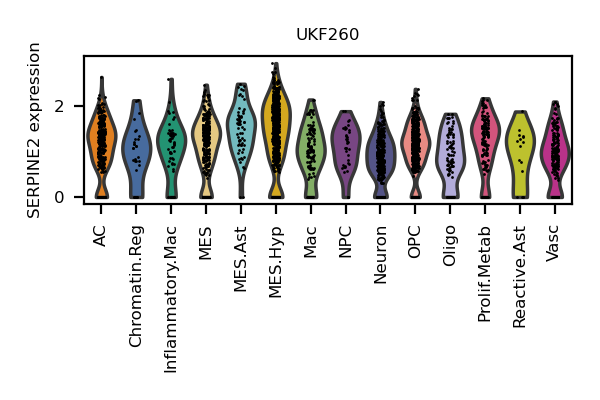 UKF260
SERPINE2 expression
2
0
AC
Chromatin.Reg
Inflammatory.Mac
MES
MES.Ast
MES.Hyp
Mac
NPC
Neuron
OPC
Oligo
Prolif.Metab
Reactive.Ast
Vasc